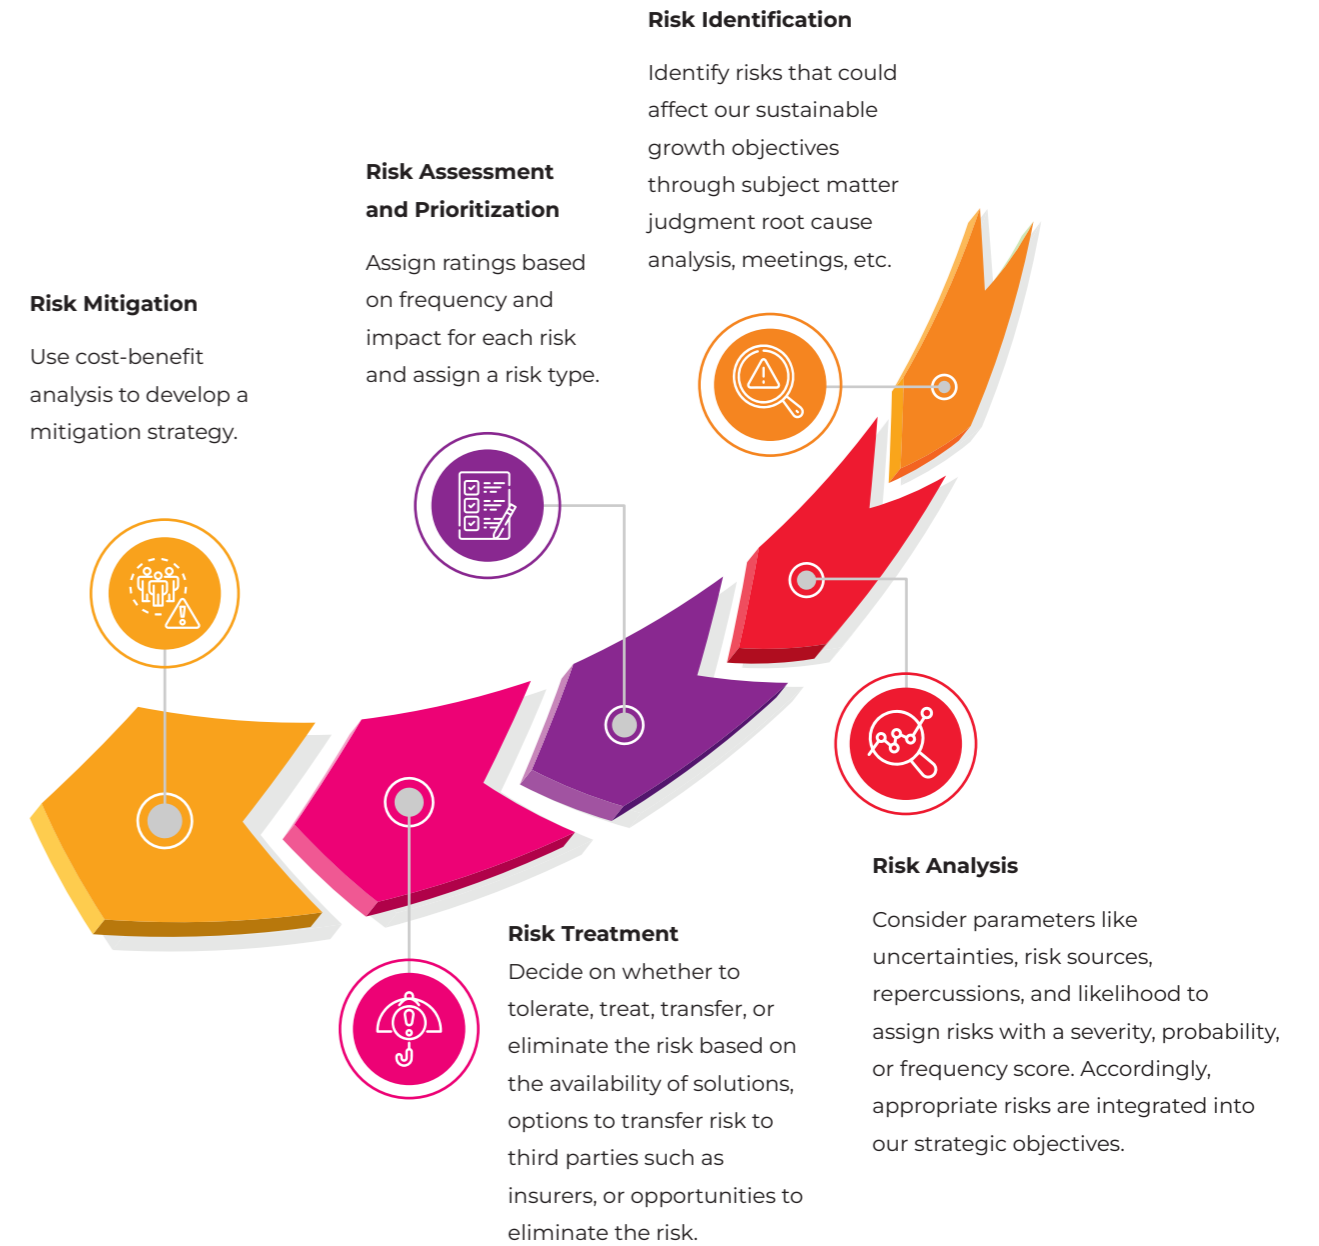 Risk Identification
Identify risks that could
affect our sustainable
growth objectives
through subject matter
judgment root cause
analysis, meetings, etc.
Risk Assessment
and Prioritization
Assign ratings based
on frequency and
impact for each risk
and assign a risk type.
Risk Mitigation
Use cost-benefit
analysis to develop a
mitigation strategy.
Risk Analysis
Consider parameters like
uncertainties, risk sources,
repercussions, and likelihood to
assign risks with a severity, probability,
or frequency score. Accordingly,
appropriate risks are integrated into
our strategic objectives.
Risk Treatment
Decide on whether to
tolerate, treat, transfer, or
eliminate the risk based on
the availability of solutions,
options to transfer risk to
third parties such as
insurers, or opportunities to
eliminate the risk.